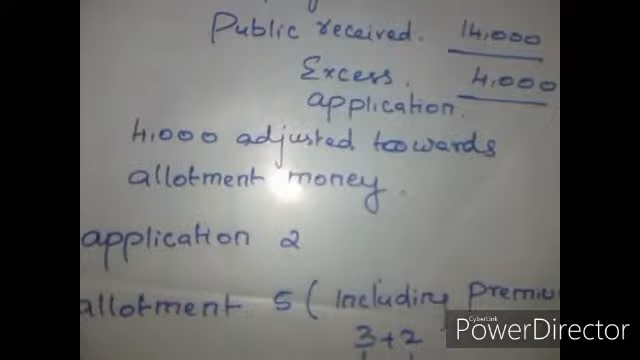 Public received. 14,000
Excess. 4,000
application.
4,000 adjusted towards
allotment money.
application 2
allotment 5 ( Including
3+2
CyberLink
PowerDirector